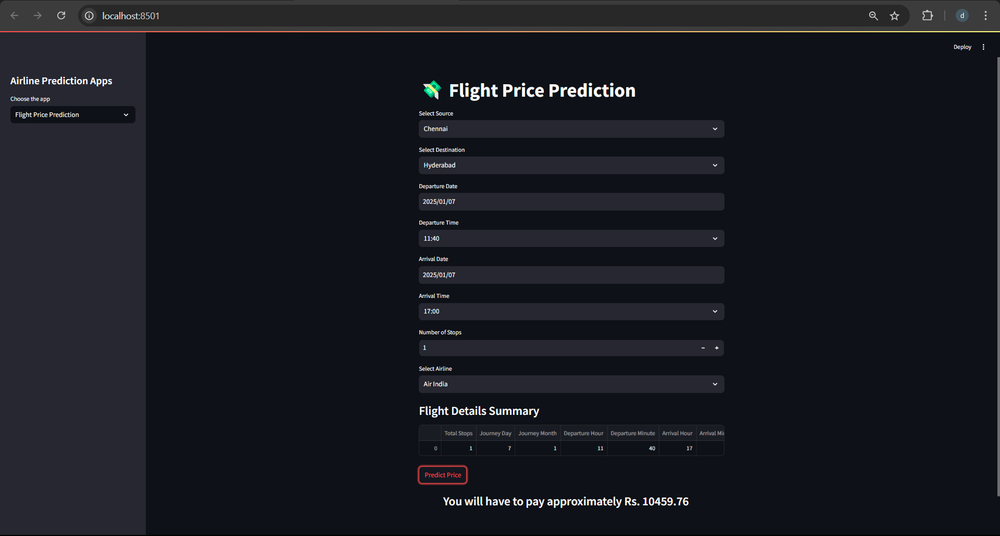 localhost:8501
d
Deploy
Airline Prediction Apps
Choose the app
Flight Price Prediction
Flight Price Prediction
Select Source
Chennai
Select Destination
Hyderabad
Departure Date
2025/01/07
Departure Time
11:40
Arrival Date
2025/01/07
Arrival Time
17:00
Number of Stops
1
Select Airline
Air India
Flight Details Summary
Total Stops Journey Day Journey Month Departure Hour Departure Minute Arrival Hour Arrival
0 1 7 1 11 40 17
Predict Price
You will have to pay approximately Rs. 10459.76